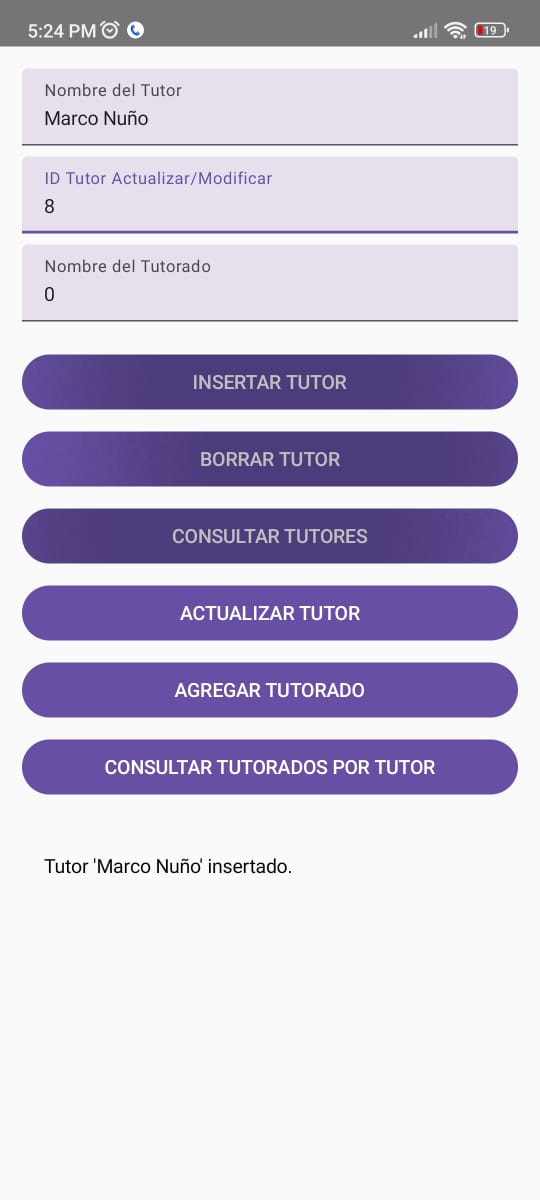 5:24 PM
19
Nombre del Tutor
Marco Nuño
ID Tutor Actualizar/Modificar
8
Nombre del Tutorado
0
INSERTAR TUTOR
BORRAR TUTOR
CONSULTAR TUTORES
ACTUALIZAR TUTOR
AGREGAR TUTORADO
CONSULTAR TUTORADOS POR TUTOR
Tutor 'Marco Nuño' insertado.